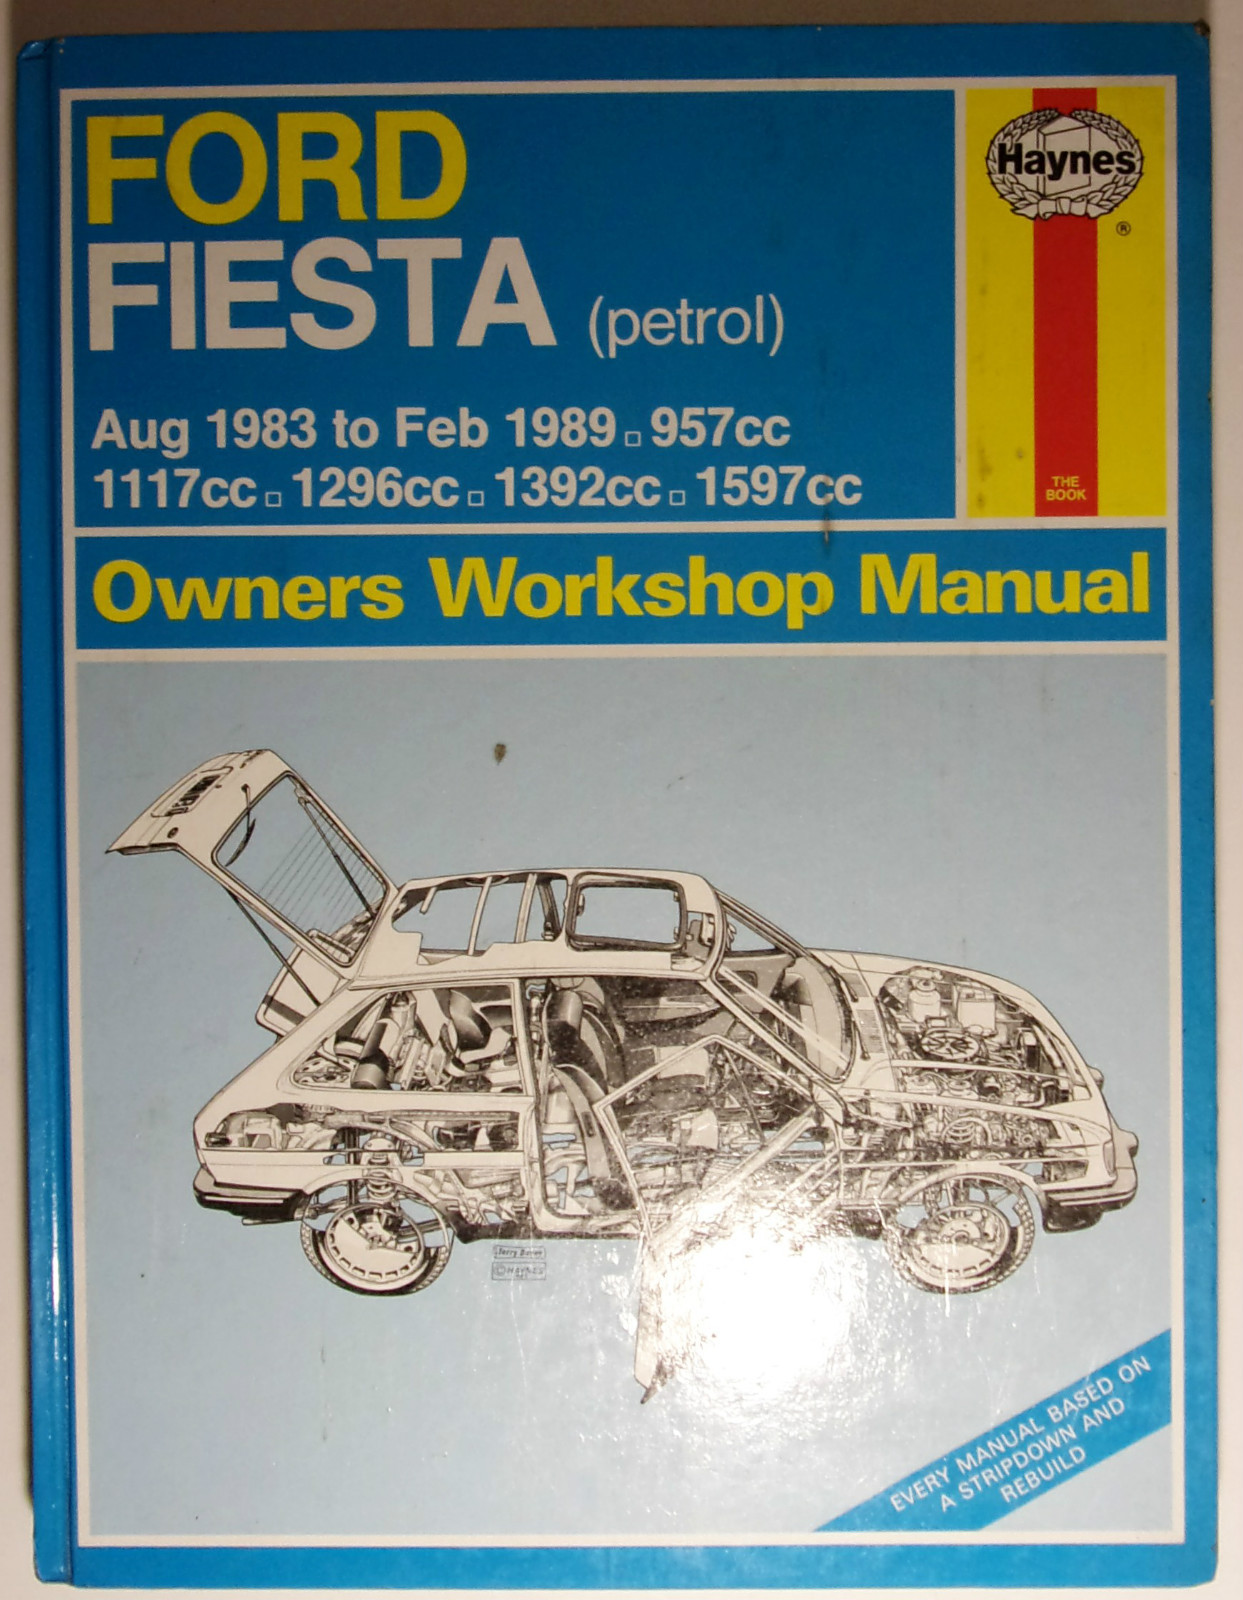 FORD
FIESTA (petrol)
Aug 1983 to Feb 1989 ▫ 957cc
1117cc ▫ 1296cc ▫ 1392cc ▫ 1597cc
Haynes
®
THE
BOOK
Owners Workshop Manual
© HAYNES
EVERY MANUAL BASED ON
A STRIPDOWN AND
REBUILD